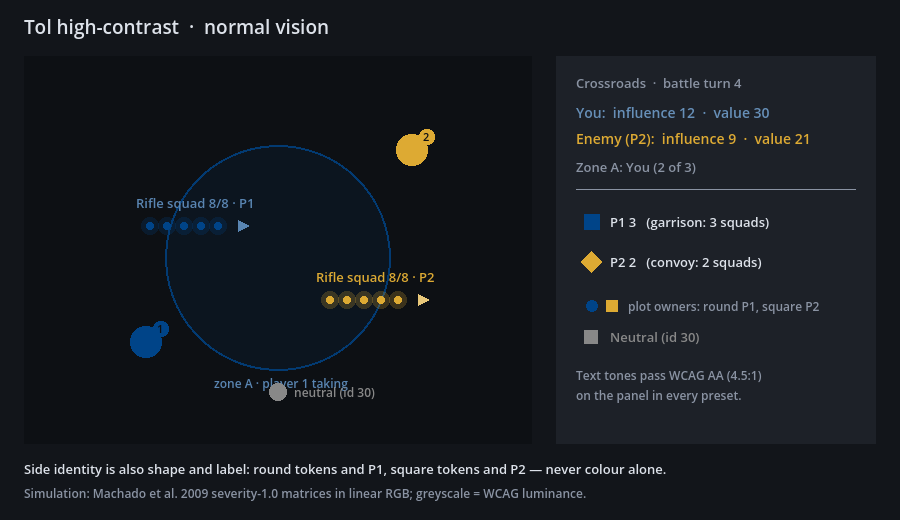 Tol high-contrast · normal vision
2
Rifle squad 8/8 · P1
Rifle squad 8/8 · P2
1
zone A · player 1 taking
neutral (id 30)
Crossroads · battle turn 4
You: influence 12 · value 30
Enemy (P2): influence 9 · value 21
Zone A: You (2 of 3)
P1 3 (garrison: 3 squads)
P2 2 (convoy: 2 squads)
plot owners: round P1, square P2
Neutral (id 30)
Text tones pass WCAG AA (4.5:1)
on the panel in every preset.
Side identity is also shape and label: round tokens and P1, square tokens and P2 — never colour alone.
Simulation: Machado et al. 2009 severity-1.0 matrices in linear RGB; greyscale = WCAG luminance.